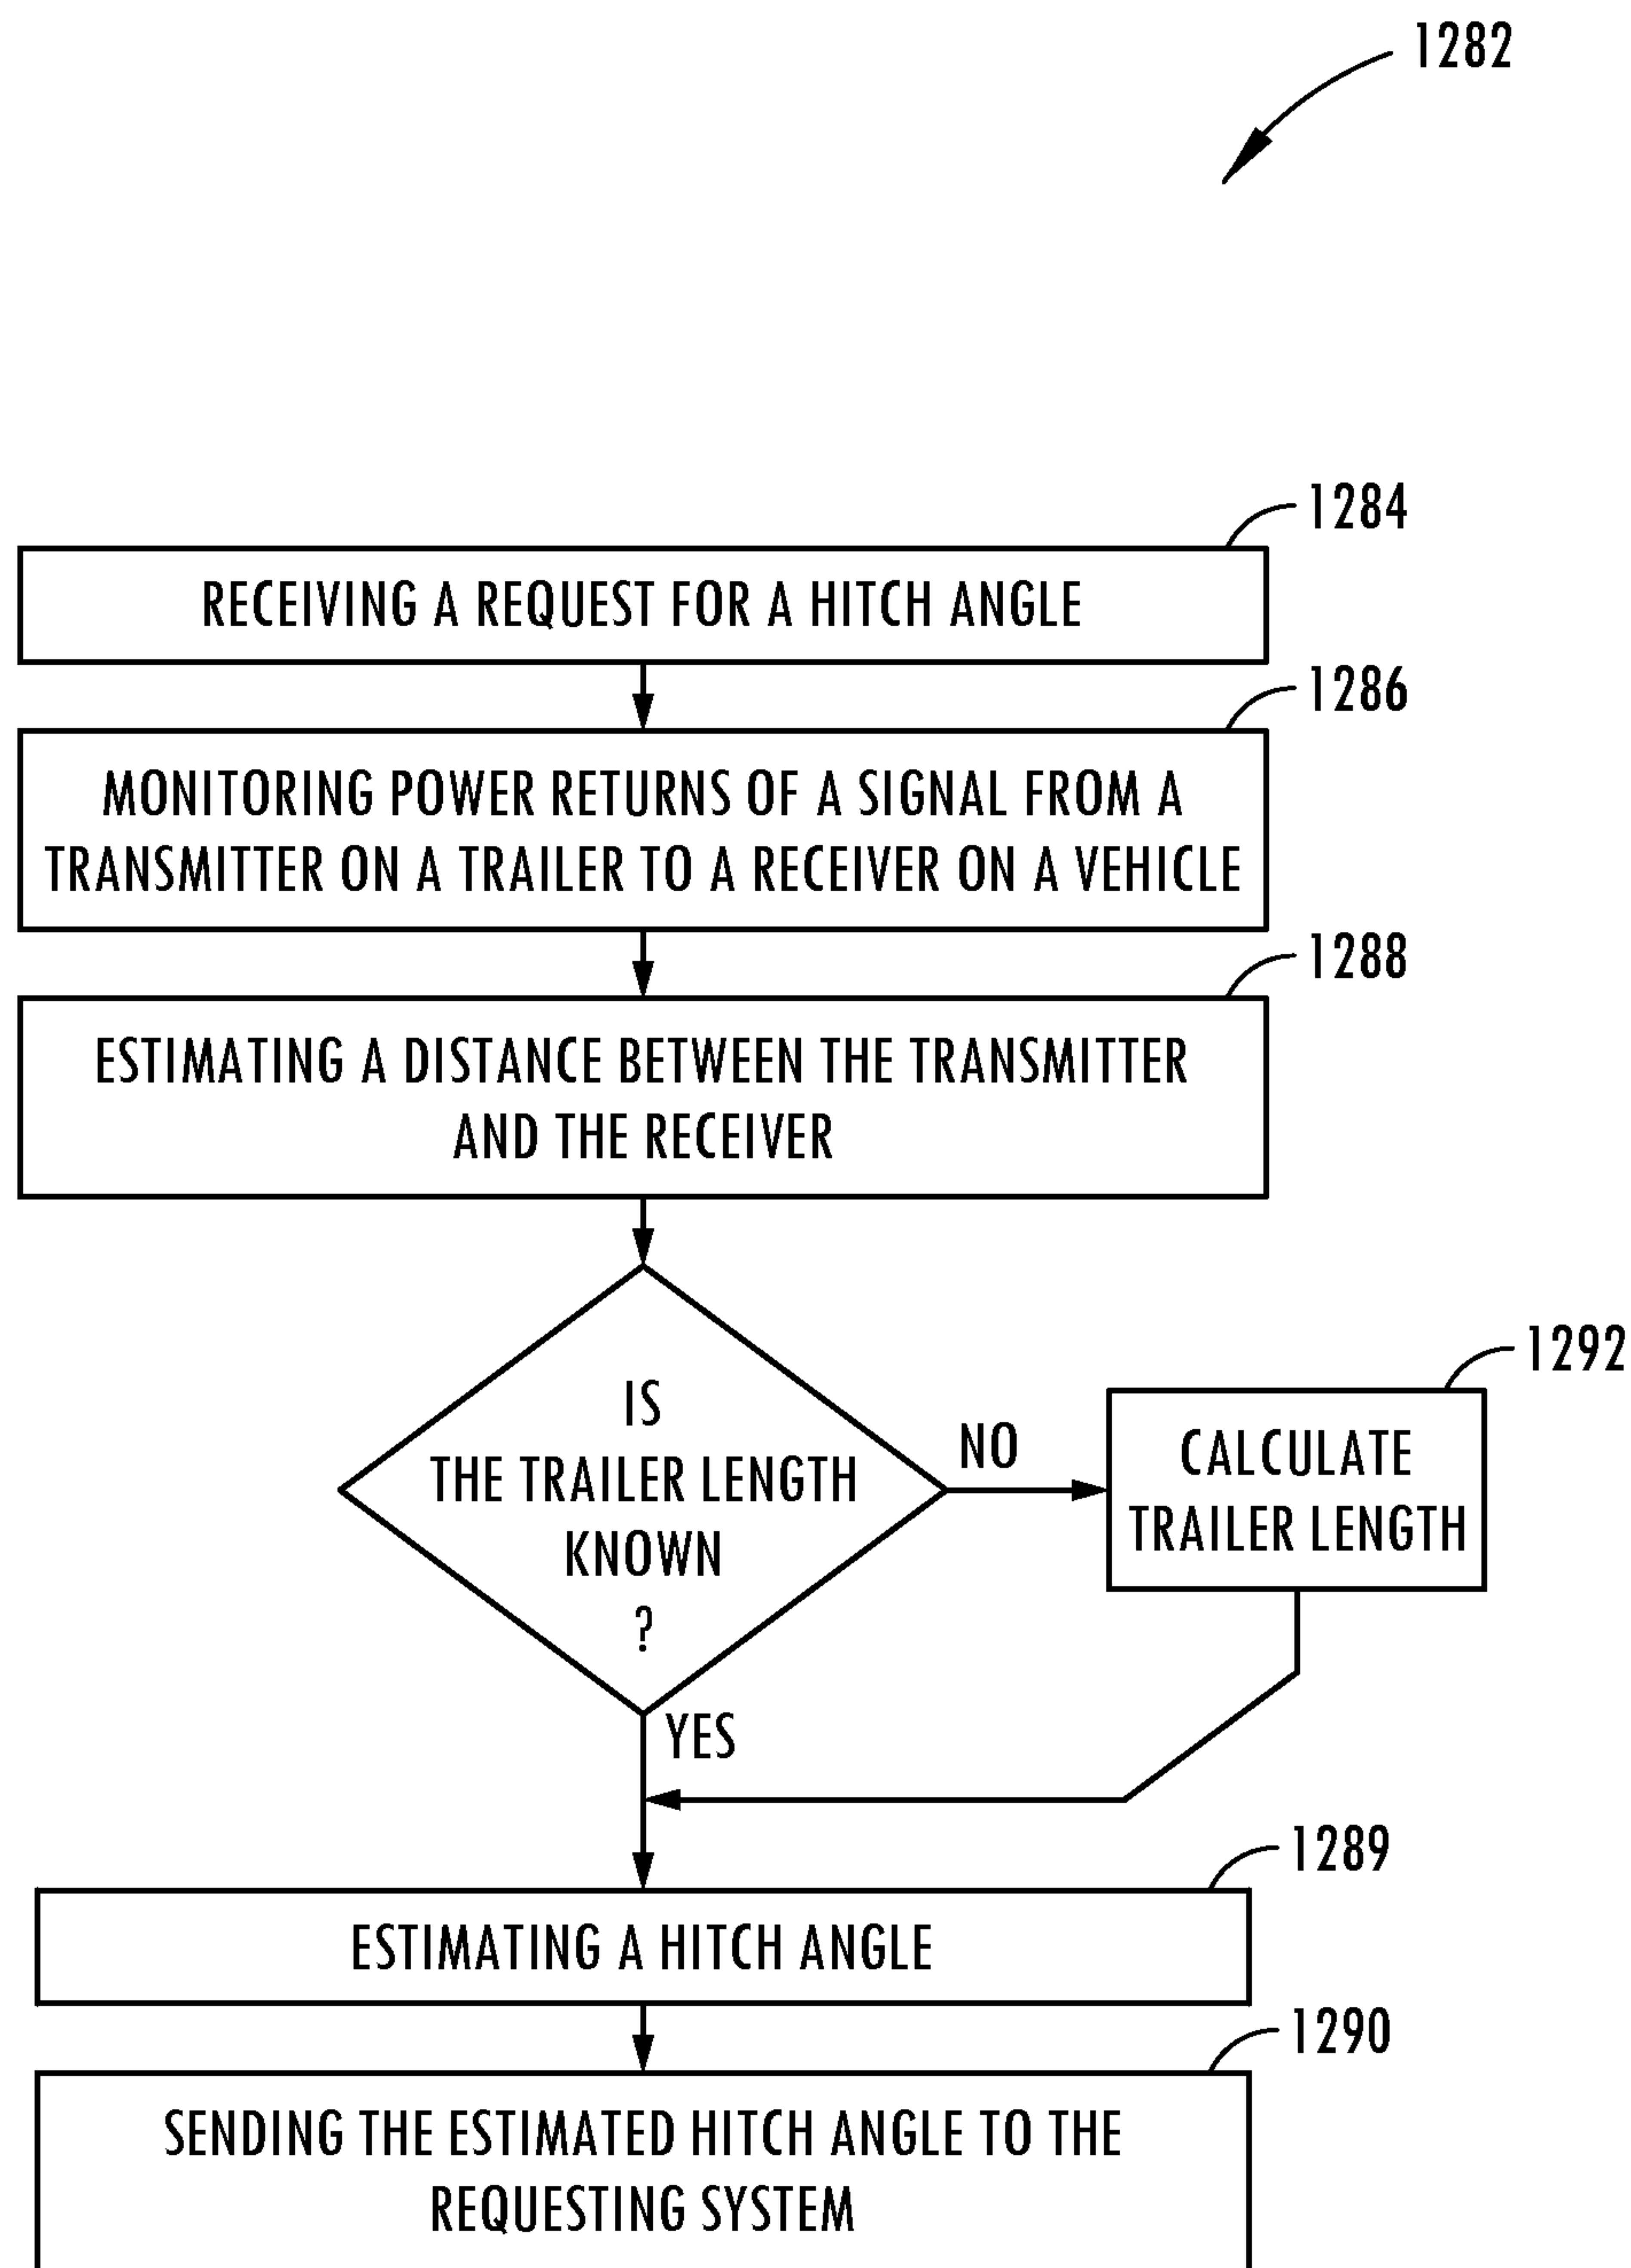 1282
1284
RECEIVING A REQUEST FOR A HITCH ANGLE
1286
MONITORING POWER RETURNS OF A SIGNAL FROM A
TRANSMITTER ON A TRAILER TO A RECEIVER ON A VEHICLE
1288
ESTIMATING A DISTANCE BETWEEN THE TRANSMITTER
AND THE RECEIVER
IS
THE TRAILER LENGTH
KNOWN
?
NO
1292
CALCULATE
TRAILER LENGTH
YES
1289
ESTIMATING A HITCH ANGLE
1290
SENDING THE ESTIMATED HITCH ANGLE TO THE
REQUESTING SYSTEM